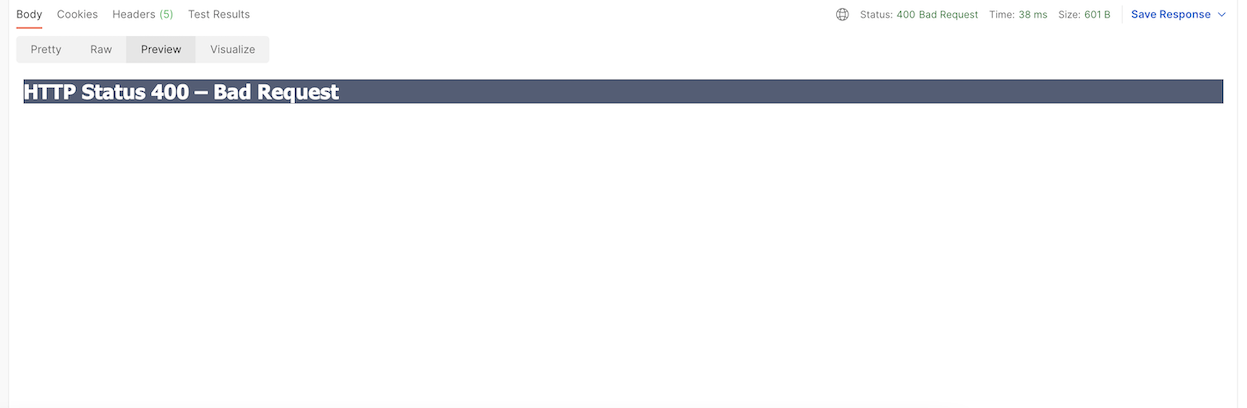 Body Cookies Headers (5) Test Results Status: 400 Bad Request Time: 38 ms Size: 601 B Save Response
Pretty Raw Preview Visualize
HTTP Status 400 – Bad Request